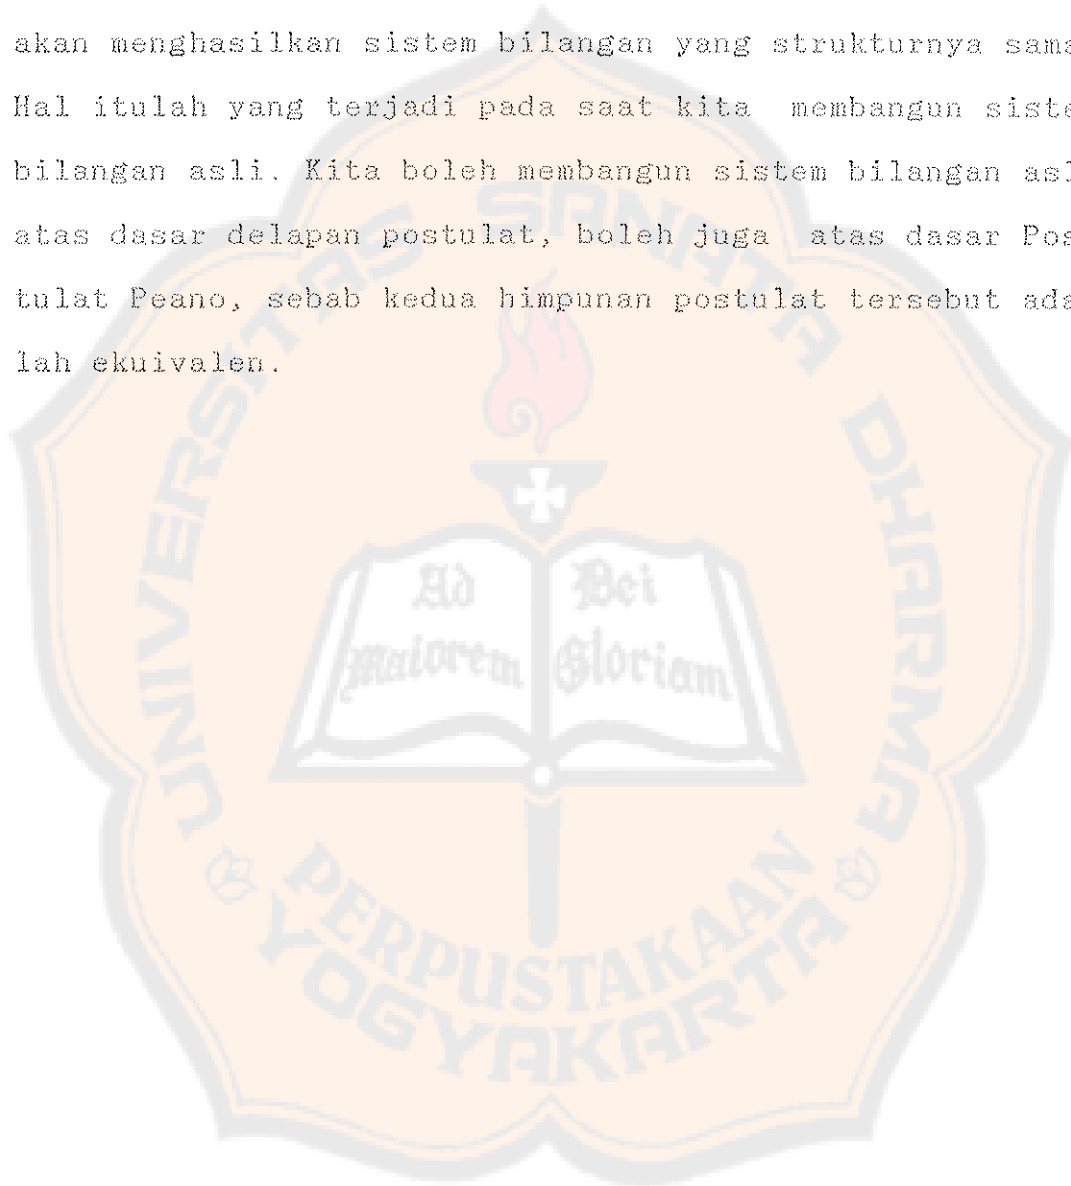 akan menghasilkan sistem bilangan yang strukturnya sama
Hal itulah yang terjadi pada saat kita membangun siste
bilangan asli. Kita boleh membangun sistem bilangan asl
atas dasar delapan postulat, boleh juga atas dasar Pos
tulat Peano, sebab kedua himpunan postulat tersebut ada
lah ekuivalen.
UNIVERSITAS SANATA DHARMA
Ad Dei
Maiorem Gloriam
PERPUSTAKAAN
YOGYAKARTA